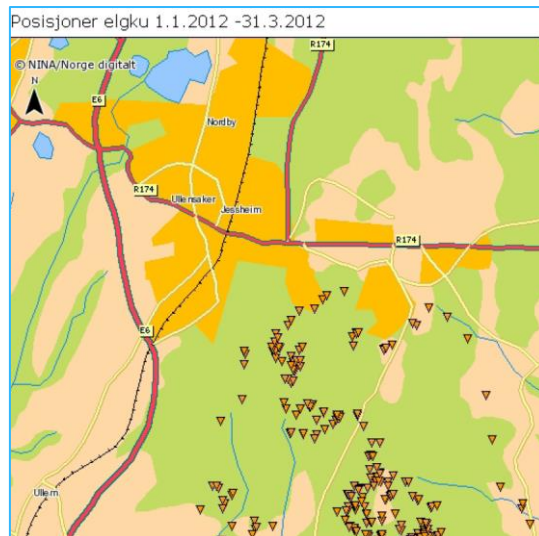 Posisjoner elgku 1.1.2012 -31.3.2012
© NINA/Norge digitalt
N
R174
E6
Nordby
R174
Ullensaker
Jessheim
R174
E6
Ullern